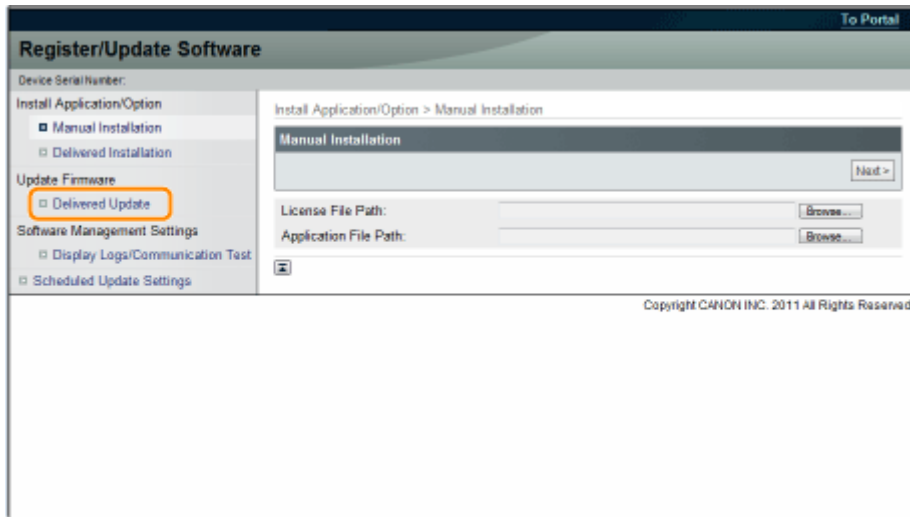 To Portal
Register/Update Software
Device Serial Number:
Install Application/Option
Manual Installation
Delivered Installation
Update Firmware
Delivered Update
Software Management Settings
Display Logs/Communication Test
Scheduled Update Settings
Install Application/Option > Manual Installation
Manual Installation
Next >
License File Path:
Browse...
Application File Path:
Browse...
Copyright CANON INC. 2011 All Rights Reserved